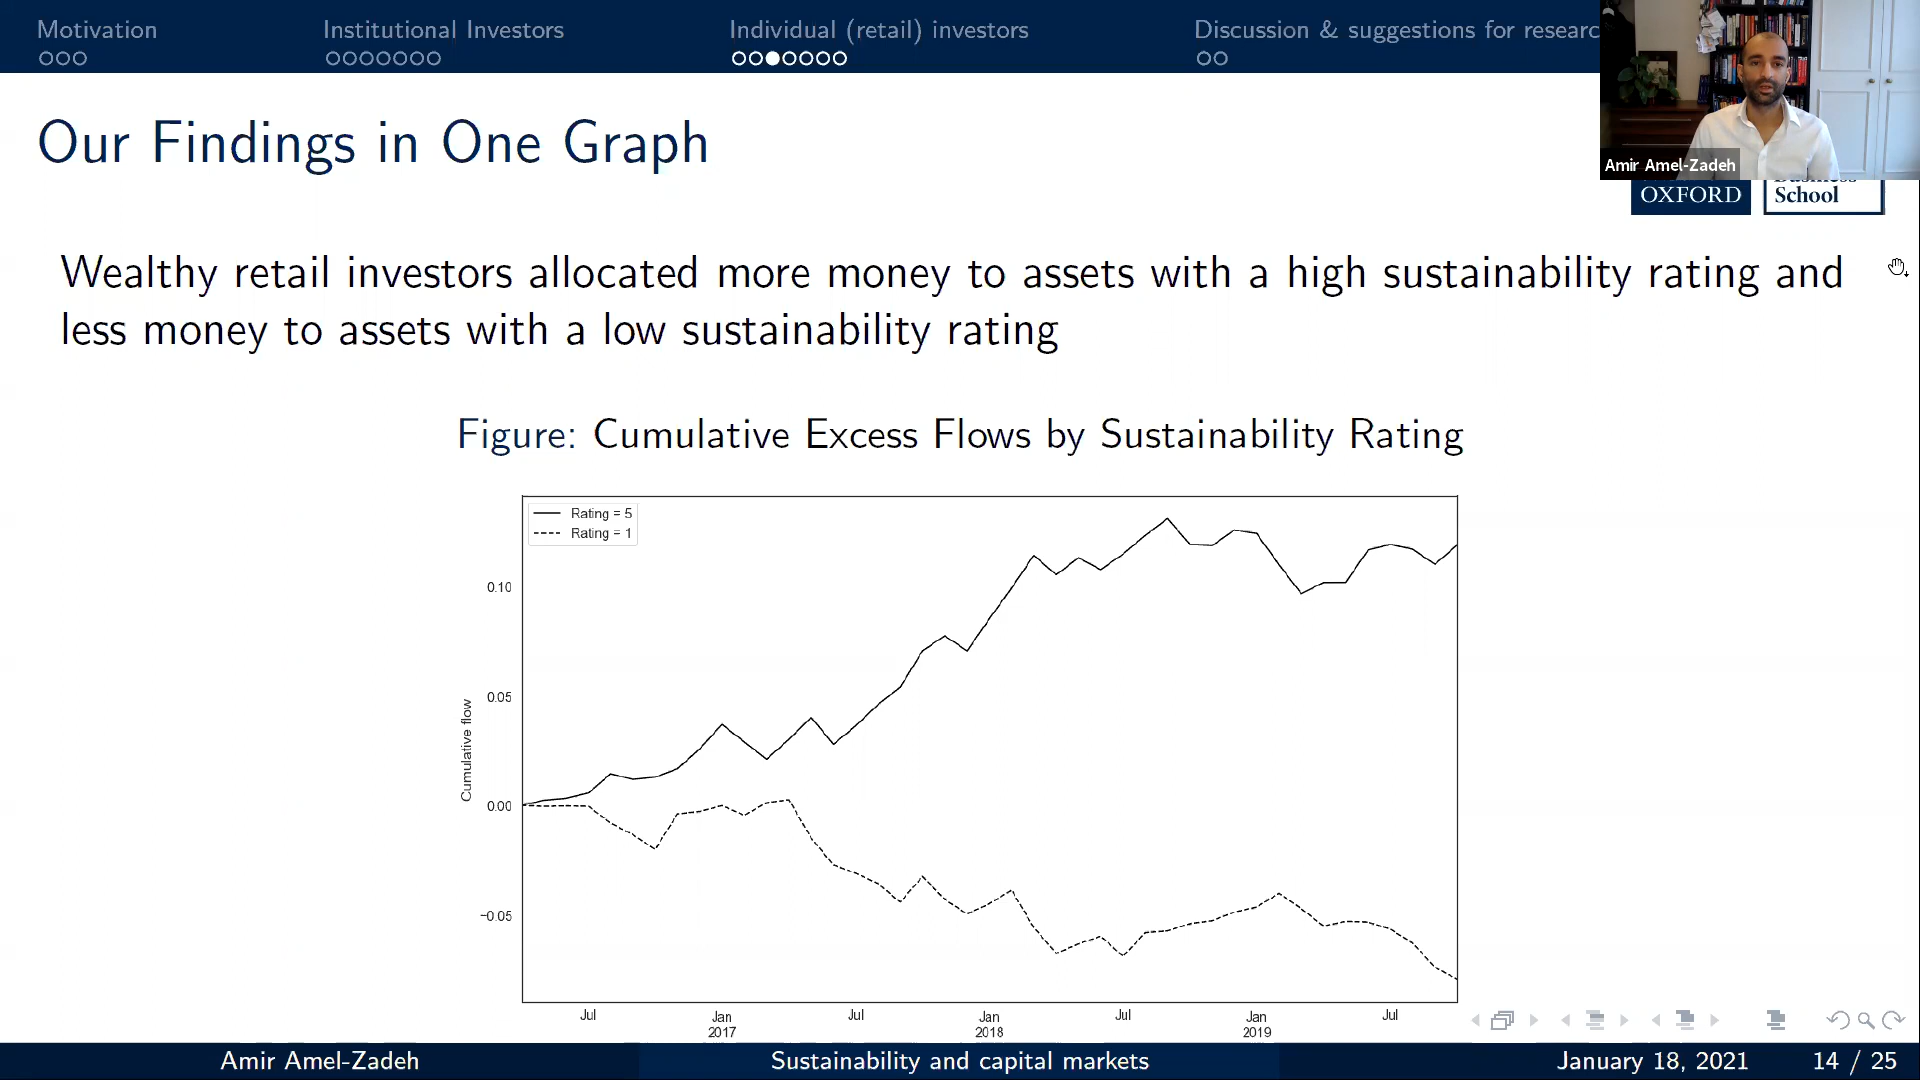 Motivation
Institutional Investors
Individual (retail) investors
Discussion & suggestions for researc
Amir Amel-Zadeh
OXFORD
School
Our Findings in One Graph
Wealthy retail investors allocated more money to assets with a high sustainability rating and
less money to assets with a low sustainability rating
Figure: Cumulative Excess Flows by Sustainability Rating
Rating = 5
Rating = 1
Cumulative flow
0.10
0.05
0.00
−0.05
Jul
Jan
2017
Jul
Jan
2018
Jul
Jan
2019
Jul
Amir Amel-Zadeh
Sustainability and capital markets
January 18, 2021
14 / 25